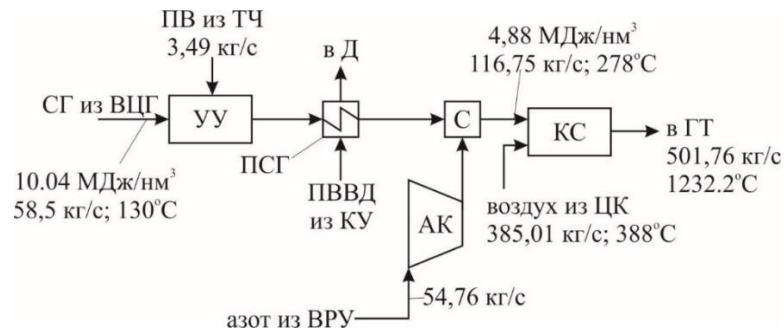 ПВ из ТЧ
3,49 кг/с
в Д
4,88 МДж/нм³
116,75 кг/с; 278°С
СГ из ВЦГ
УУ
С
КС
в ГТ
501,76 кг/с
1232.2°С
ПСГ
10.04 МДж/нм³
58,5 кг/с; 130°С
ПВВД
из КУ
АК
воздух из ЦК
385,01 кг/с; 388°С
54,76 кг/с
азот из ВРУ